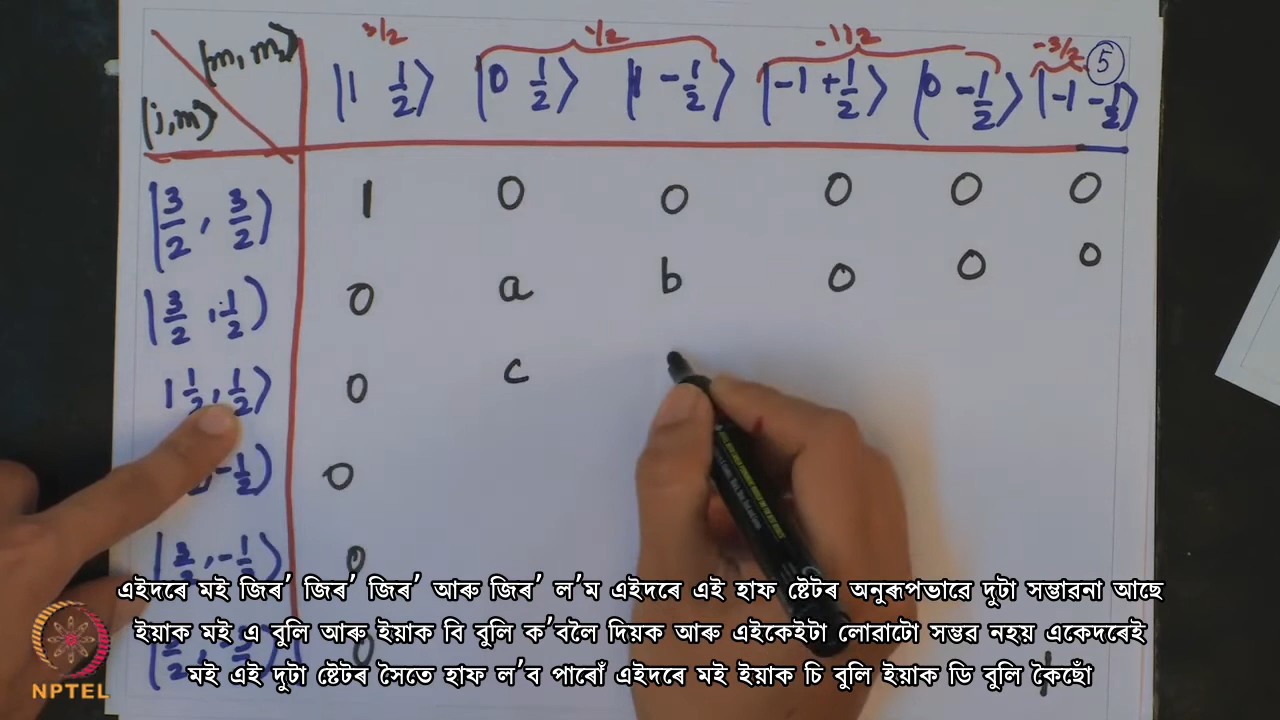 3/2 1/2 -1/2 -3/2 5
|m₁ m₂⟩ |1 1/2⟩ |0 1/2⟩ |1 -1/2⟩ |-1 +1/2⟩ |0 -1/2⟩ |-1 -1/2⟩
|j,m⟩
|3/2 , 3/2⟩ 1 0 0 0 0 0
|3/2 , 1/2⟩ 0 a b 0 0 0
|1/2 , 1/2⟩ 0 c
-1/2⟩ 0
, -1/2⟩ 0
0
এইদৰে মই জিৰ’ জিৰ’ জিৰ’ আৰু জিৰ’ ল’ম এইদৰে এই হাফ ষ্টেটৰ অনুৰূপভাৱে দুটা সম্ভাৱনা আছে
ইয়াক মই এ বুলি আৰু ইয়াক বি বুলি ক’বলৈ দিয়ক আৰু এইকেইটা লোৱাটো সম্ভৱ নহয় একেদৰেই
মই এই দুটা ষ্টেটৰ সৈতে হাফ ল’ব পাৰোঁ এইদৰে মই ইয়াক চি বুলি ইয়াক ডি বুলি কৈছোঁ
NPTEL